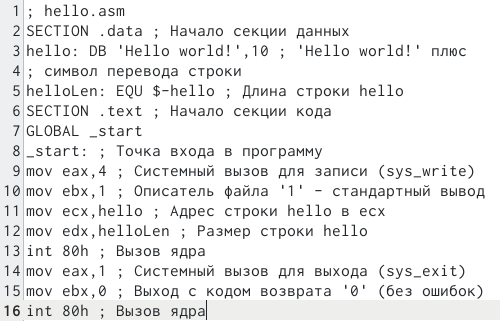 1 ; hello.asm
2 SECTION .data ; Начало секции данных
3 hello: DB 'Hello world!',10 ; 'Hello world!' плюс
4 ; символ перевода строки
5 helloLen: EQU $-hello ; Длина строки hello
6 SECTION .text ; Начало секции кода
7 GLOBAL _start
8 _start: ; Точка входа в программу
9 mov eax,4 ; Системный вызов для записи (sys_write)
10 mov ebx,1 ; Описатель файла '1' - стандартный вывод
11 mov ecx,hello ; Адрес строки hello в ecx
12 mov edx,helloLen ; Размер строки hello
13 int 80h ; Вызов ядра
14 mov eax,1 ; Системный вызов для выхода (sys_exit)
15 mov ebx,0 ; Выход с кодом возврата '0' (без ошибок)
16 int 80h ; Вызов ядра